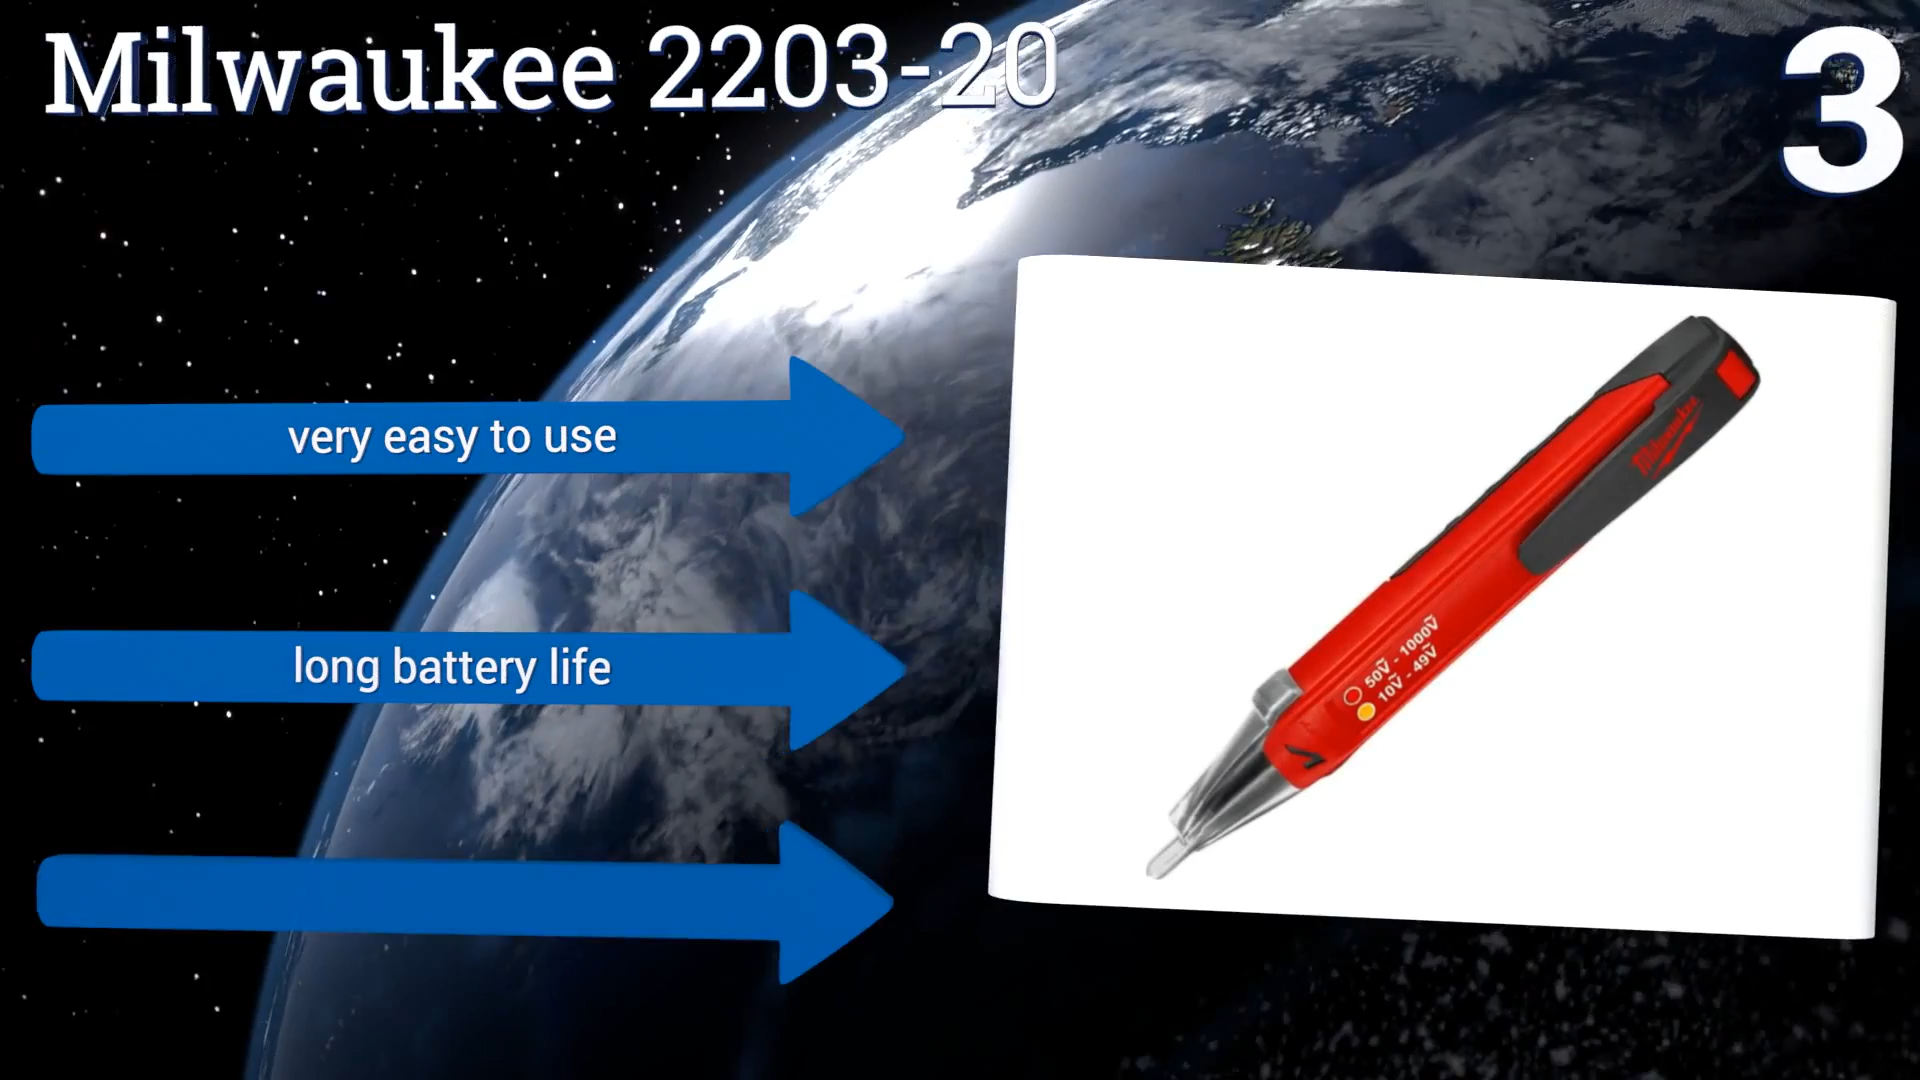 Milwaukee 2203-20
3
very easy to use
long battery life
Milwaukee
50V̴ - 1000V̴
10V̴ - 49V̴